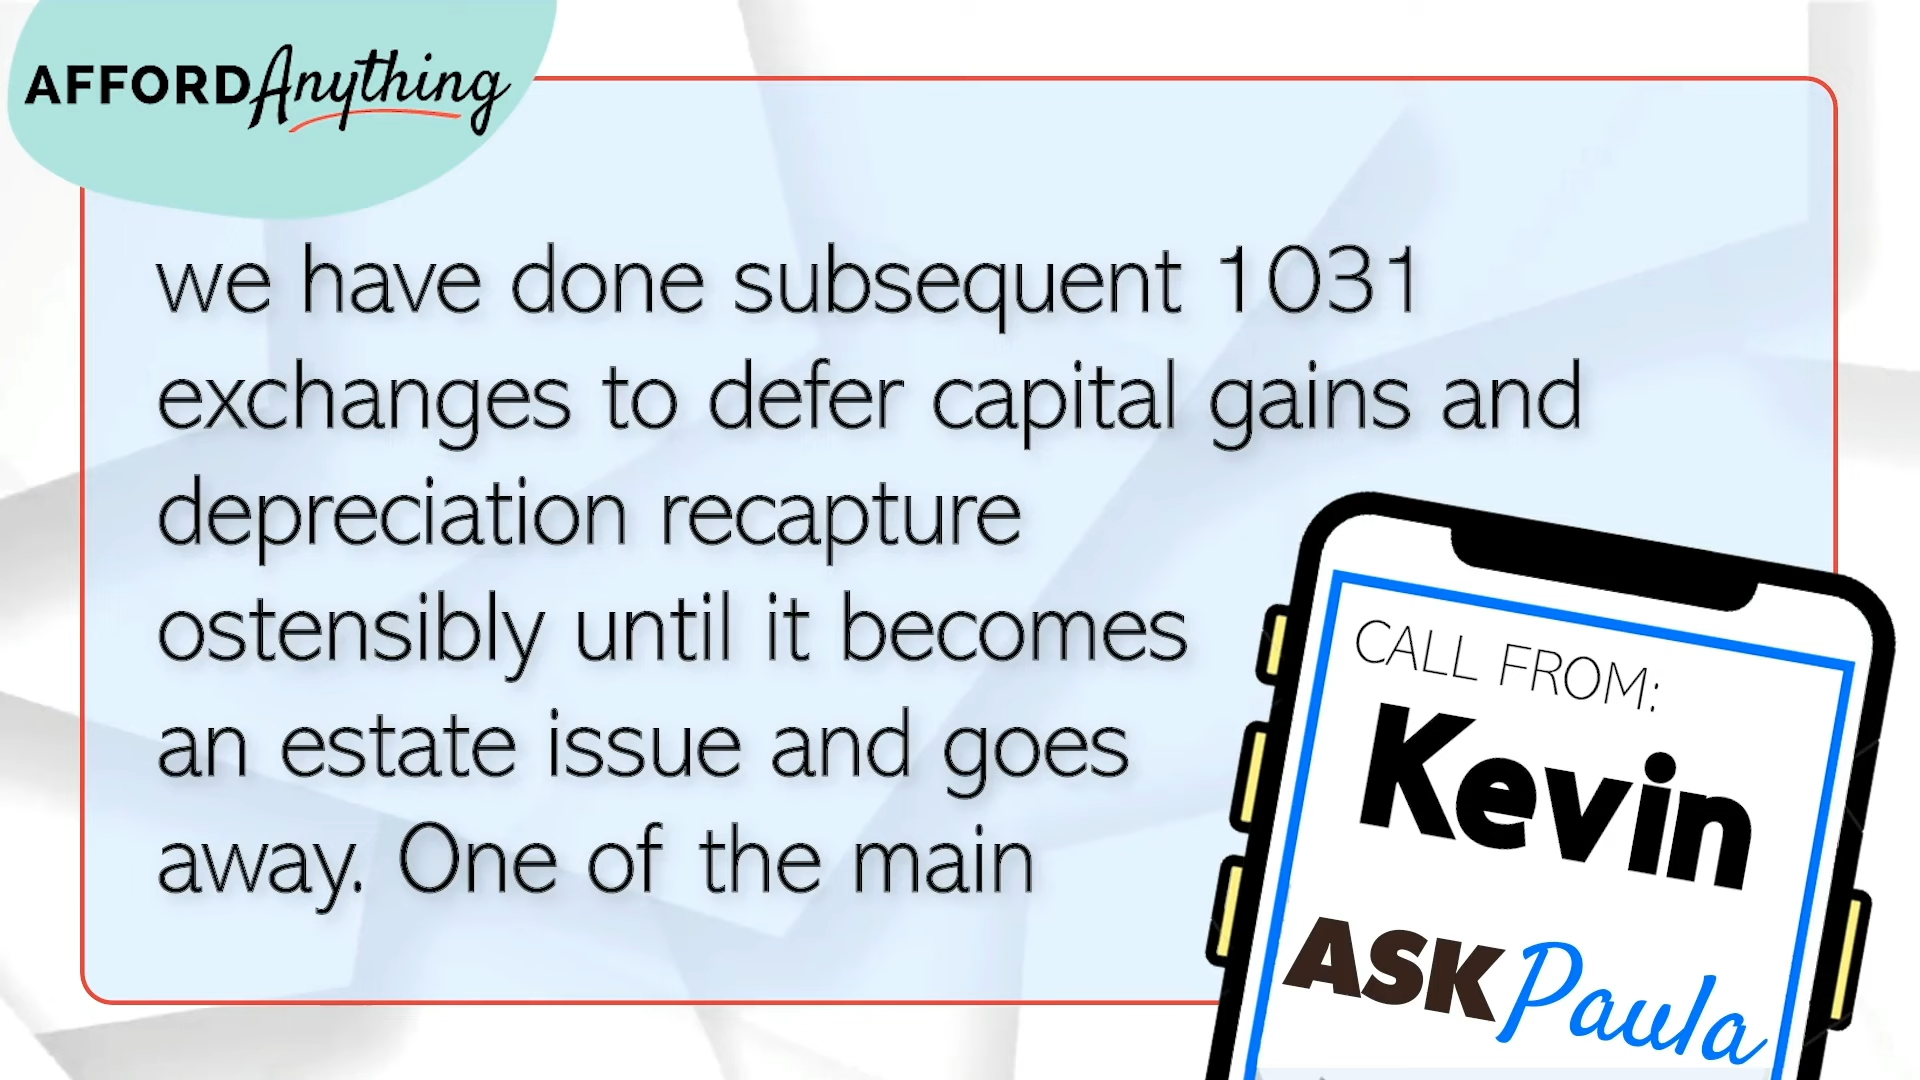 AFFORD Anything
we have done subsequent 1031
exchanges to defer capital gains and
depreciation recapture
ostensibly until it becomes
an estate issue and goes
away. One of the main
CALL FROM:
Kevin
ASK Paula